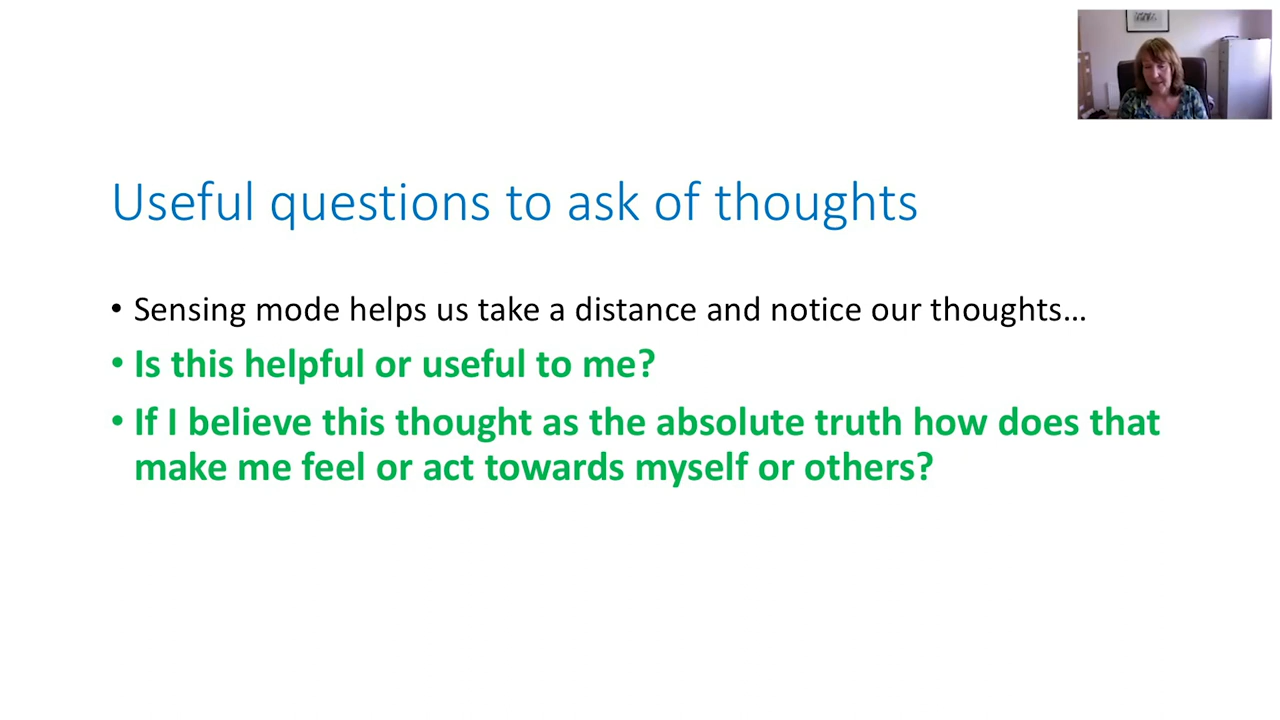 Useful questions to ask of thoughts
• Sensing mode helps us take a distance and notice our thoughts…
• Is this helpful or useful to me?
• If I believe this thought as the absolute truth how does that
make me feel or act towards myself or others?